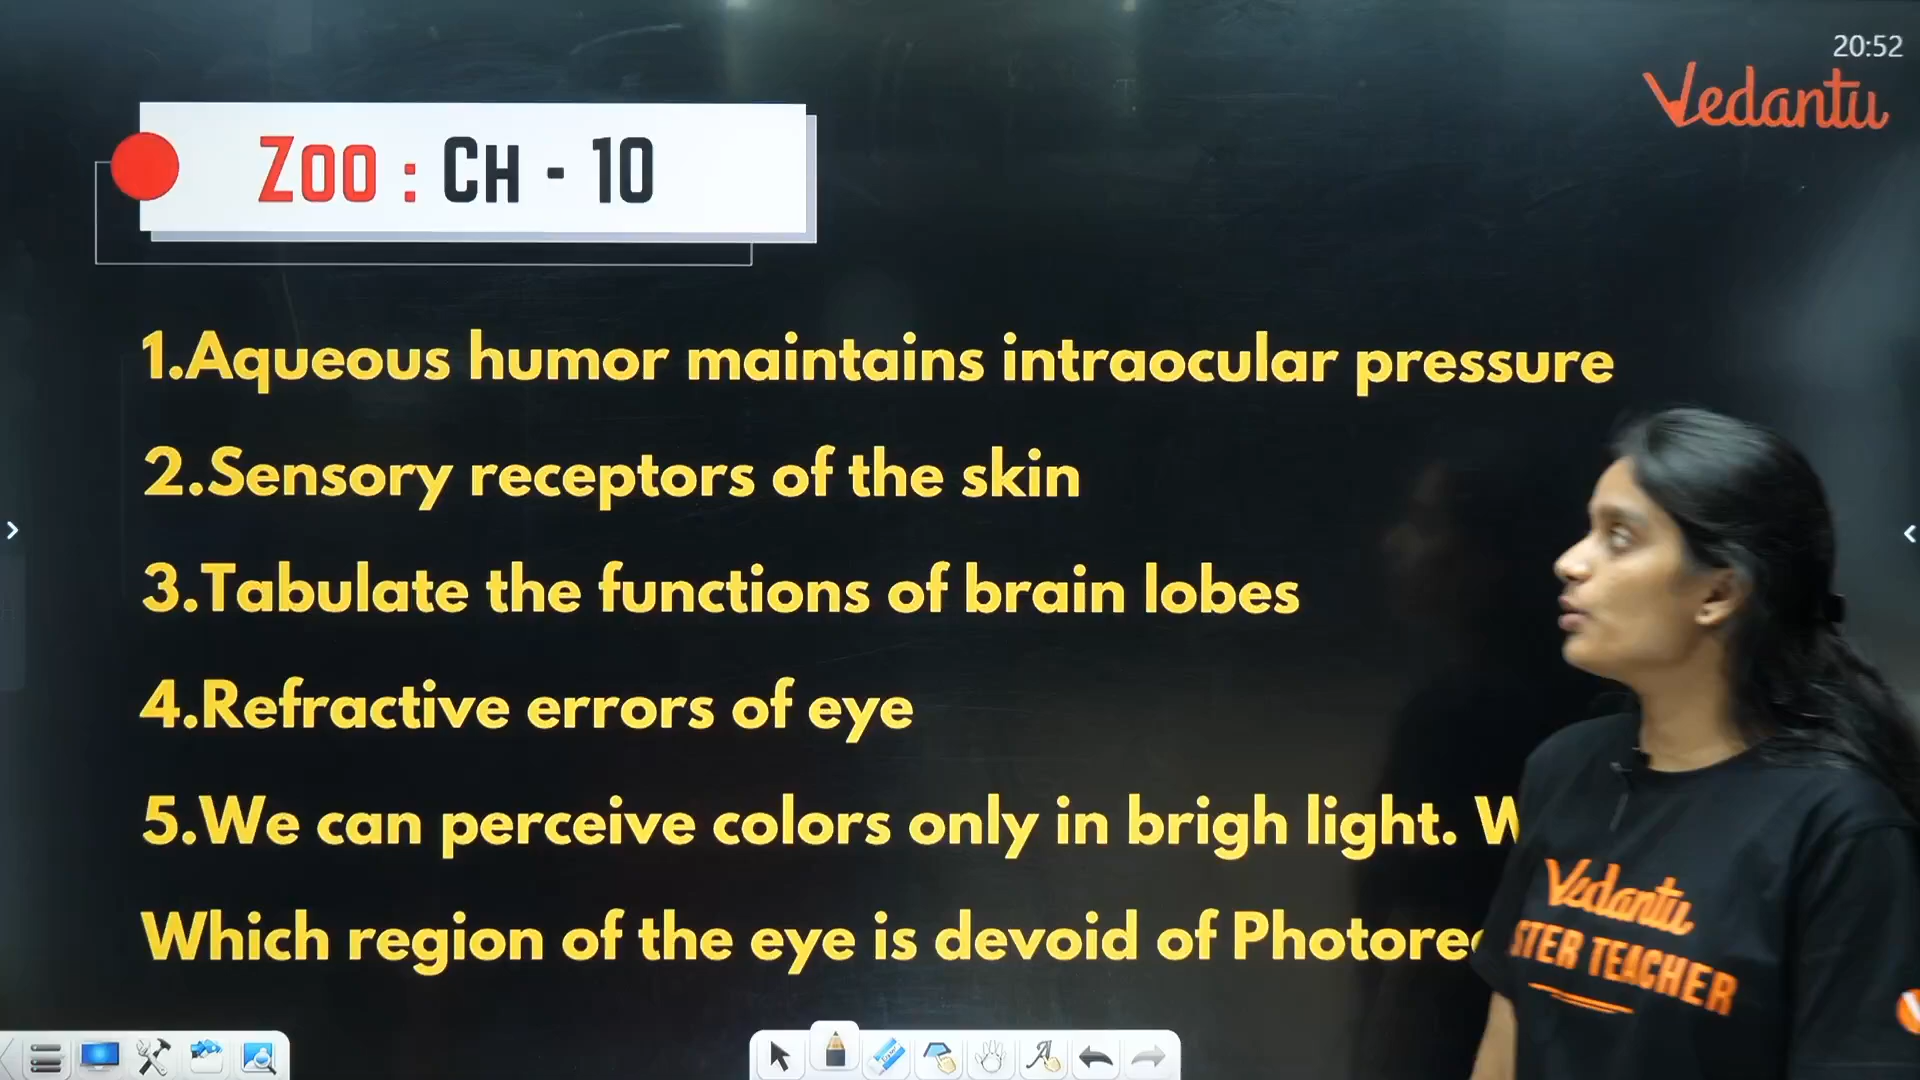 20:52
Vedantu
ZOO : CH - 10
1.Aqueous humor maintains intraocular pressure
2.Sensory receptors of the skin
3.Tabulate the functions of brain lobes
4.Refractive errors of eye
5.We can perceive colors only in brigh light.
Which region of the eye is devoid of
Vedantu
TEACHER